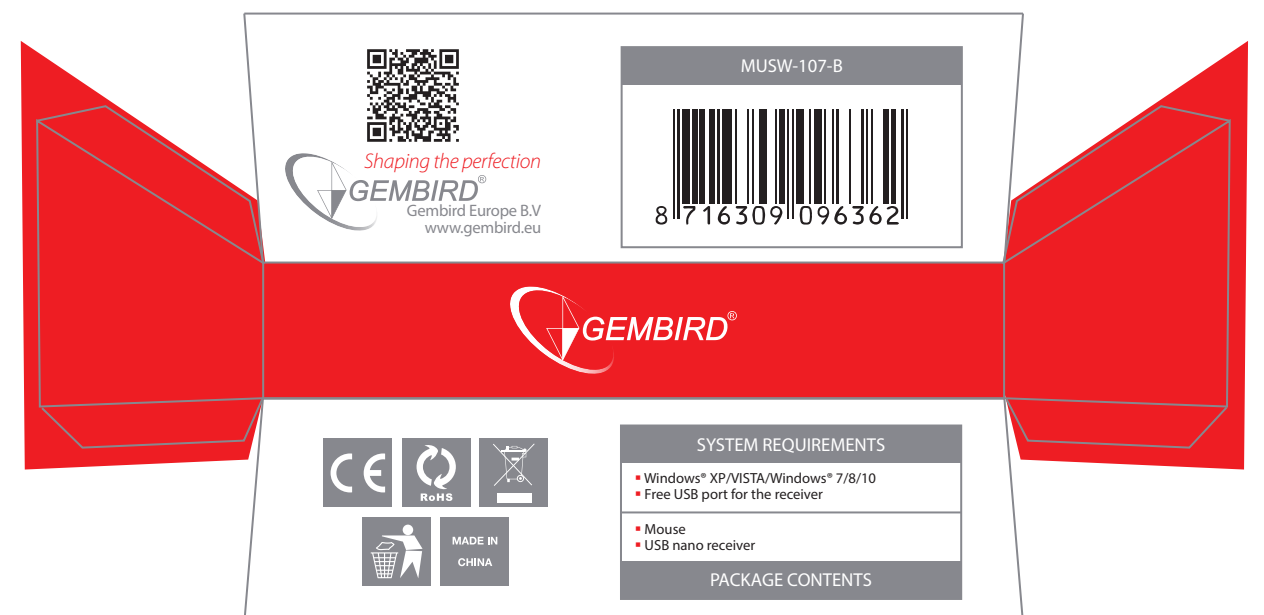 Shaping the perfection
GEMBIRD®
Gembird Europe B.V
www.gembird.eu
MUSW-107-B
8 716309 096362
GEMBIRD®
CE
RoHS
MADE IN
CHINA
SYSTEM REQUIREMENTS
▪ Windows® XP/VISTA/Windows® 7/8/10
▪ Free USB port for the receiver
▪ Mouse
▪ USB nano receiver
PACKAGE CONTENTS